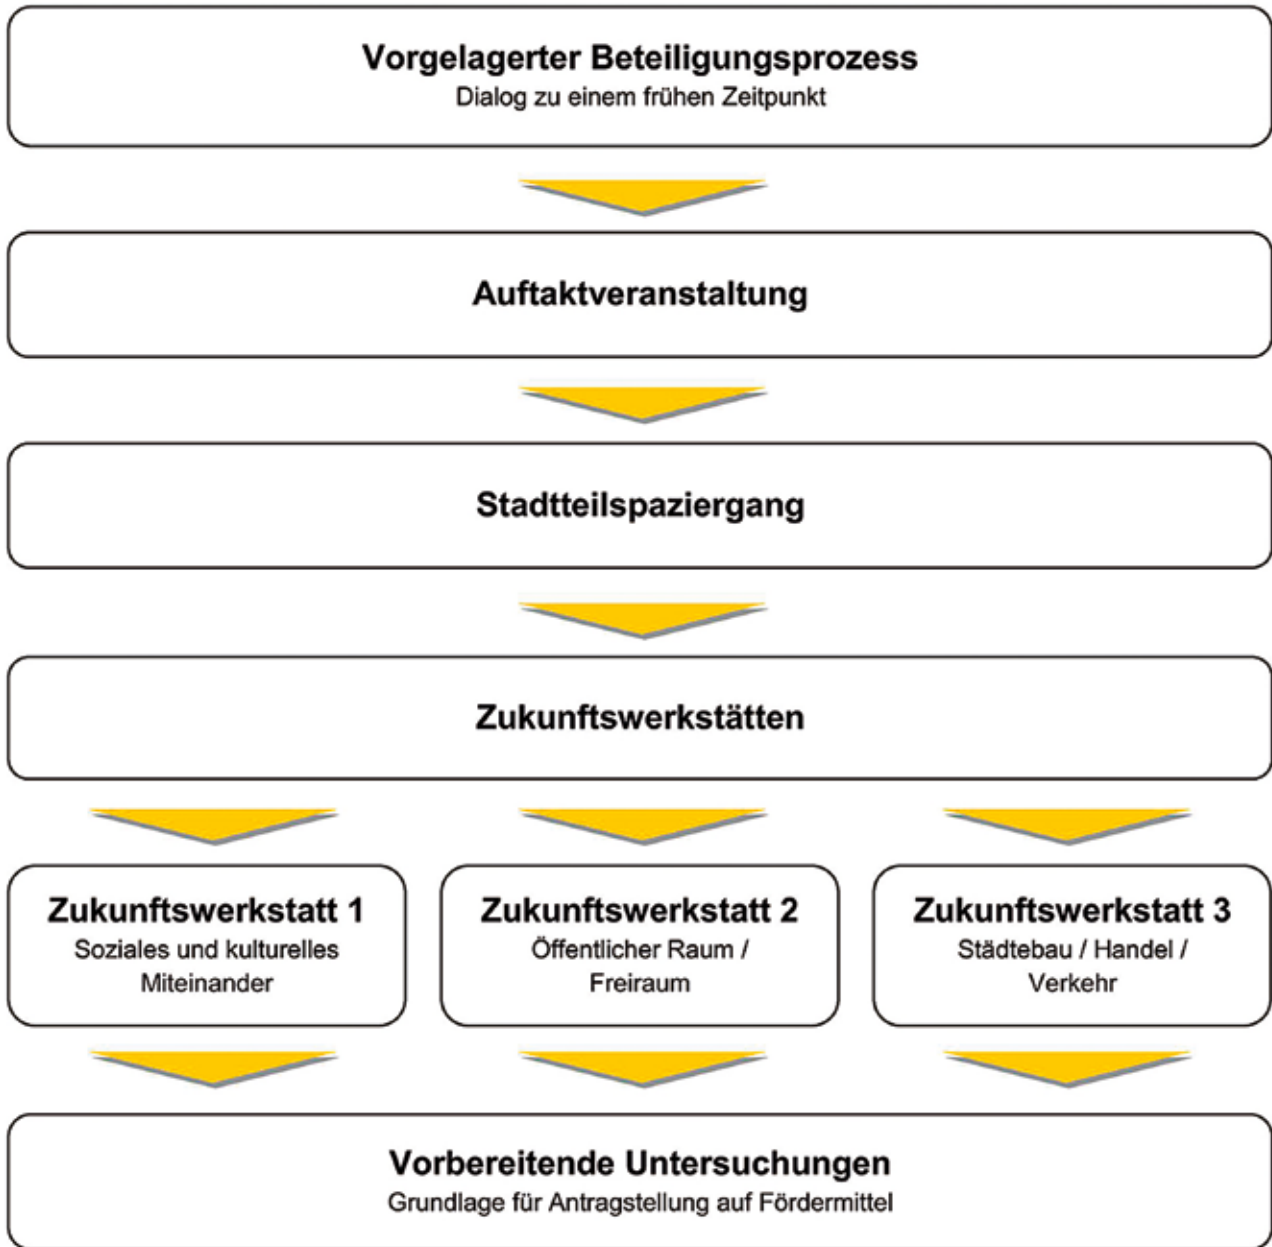 Vorgelagerter Beteiligungsprozess
Dialog zu einem frühen Zeitpunkt
Auftaktveranstaltung
Stadtteilspaziergang
Zukunftswerkstätten
Zukunftswerkstatt 1
Soziales und kulturelles
Miteinander
Zukunftswerkstatt 2
Öffentlicher Raum /
Freiraum
Zukunftswerkstatt 3
Städtebau / Handel /
Verkehr
Vorbereitende Untersuchungen
Grundlage für Antragstellung auf Fördermittel